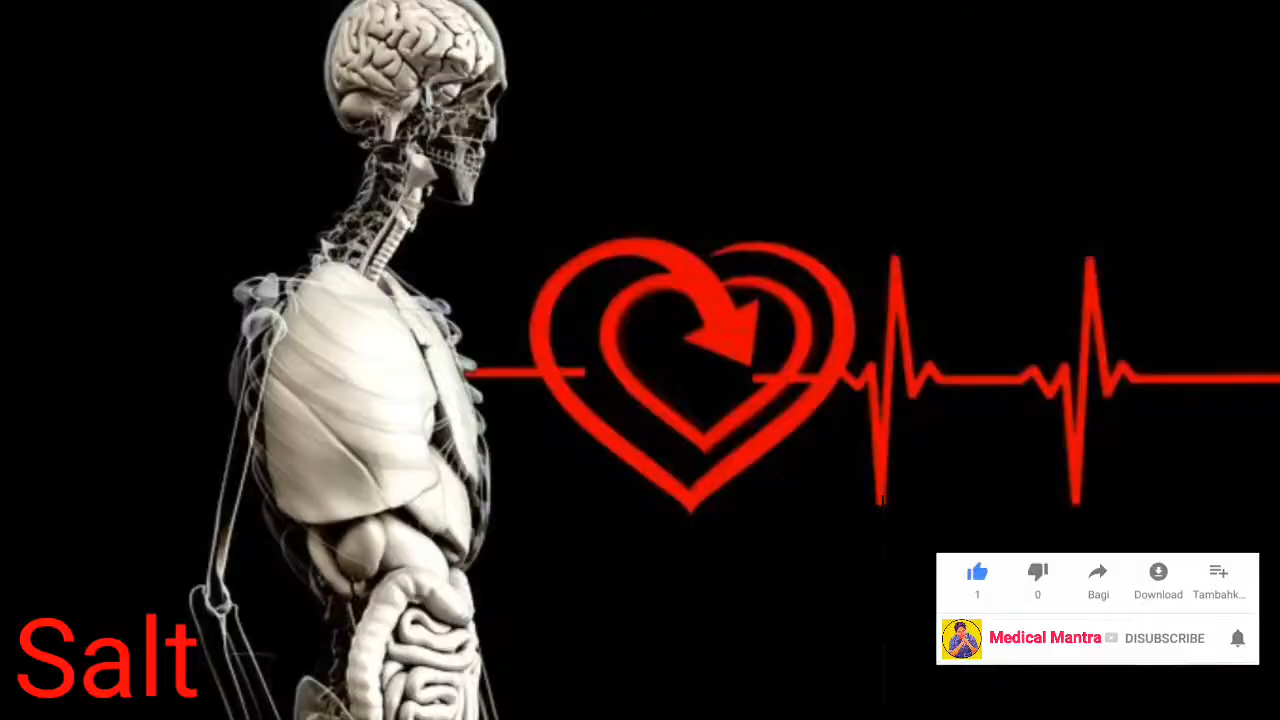 1
0
Bagi
Download
Tambahk...
Medical Mantra
DISUBSCRIBE
Salt